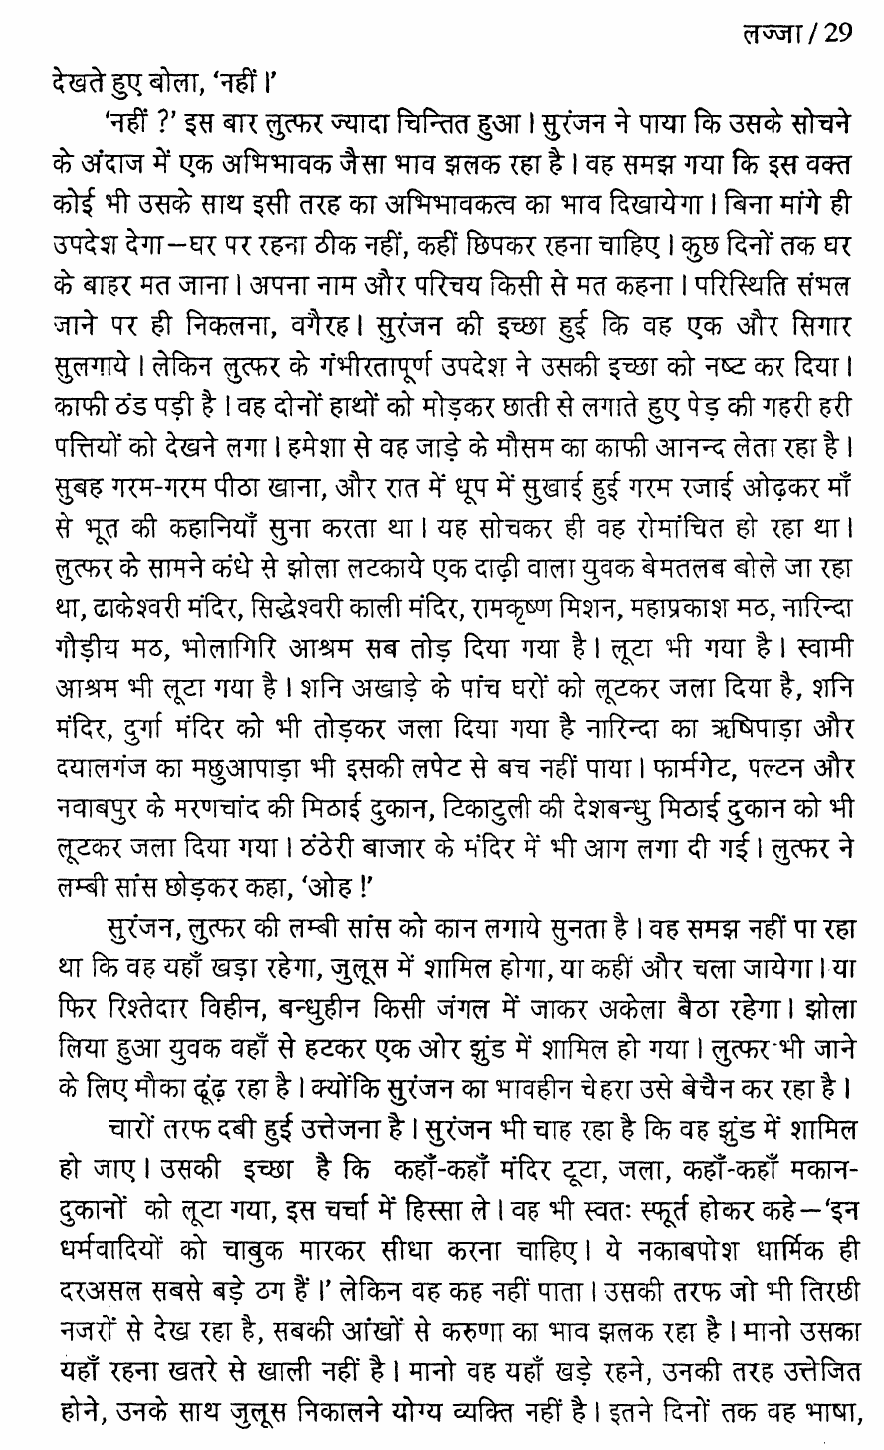 लज्जा / 29
देखते हुए बोला, ‘नहीं।’
‘नहीं ?’ इस बार लुत्फर ज्यादा चिन्तित हुआ। सुरंजन ने पाया कि उसके सोचने
के अंदाज में एक अभिभावक जैसा भाव झलक रहा है। वह समझ गया कि इस वक्त
कोई भी उसके साथ इसी तरह का अभिभावकत्व का भाव दिखायेगा। बिना मांगे ही
उपदेश देगा—घर पर रहना ठीक नहीं, कहीं छिपकर रहना चाहिए। कुछ दिनों तक घर
के बाहर मत जाना। अपना नाम और परिचय किसी से मत कहना। परिस्थिति संभल
जाने पर ही निकलना, वगैरह। सुरंजन की इच्छा हुई कि वह एक और सिगार
सुलगाये। लेकिन लुत्फर के गंभीरतापूर्ण उपदेश ने उसकी इच्छा को नष्ट कर दिया।
काफी ठंड पड़ी है। वह दोनों हाथों को मोड़कर छाती से लगाते हुए पेड़ की गहरी हरी
पत्तियों को देखने लगा। हमेशा से वह जाड़े के मौसम का काफी आनन्द लेता रहा है।
सुबह गरम-गरम पीठा खाना, और रात में धूप में सुखाई हुई गरम रजाई ओढ़कर माँ
से भूत की कहानियाँ सुना करता था। यह सोचकर ही वह रोमांचित हो रहा था।
लुत्फर के सामने कंधे से झोला लटकाये एक दाढ़ी वाला युवक बेमतलब बोले जा रहा
था, ढाकेश्वरी मंदिर, सिद्धेश्वरी काली मंदिर, रामकृष्ण मिशन, महाप्रकाश मठ, नारिन्दा
गौड़ीय मठ, भोलागिरि आश्रम सब तोड़ दिया गया है। लूटा भी गया है। स्वामी
आश्रम भी लूटा गया है। शनि अखाड़े के पांच घरों को लूटकर जला दिया है, शनि
मंदिर, दुर्गा मंदिर को भी तोड़कर जला दिया गया है नारिन्दा का ऋषिपाड़ा और
दयालगंज का मछुआपाड़ा भी इसकी लपेट से बच नहीं पाया। फार्मगेट, पल्टन और
नवाबपुर के मरणचांद की मिठाई दुकान, टिकाटुली की देशबन्धु मिठाई दुकान को भी
लूटकर जला दिया गया। ठंठेरी बाजार के मंदिर में भी आग लगा दी गई। लुत्फर ने
लम्बी सांस छोड़कर कहा, ‘ओह !’
सुरंजन, लुत्फर की लम्बी सांस को कान लगाये सुनता है। वह समझ नहीं पा रहा
था कि वह यहाँ खड़ा रहेगा, जुलूस में शामिल होगा, या कहीं और चला जायेगा। या
फिर रिश्तेदार विहीन, बन्धुहीन किसी जंगल में जाकर अकेला बैठा रहेगा। झोला
लिया हुआ युवक वहाँ से हटकर एक ओर झुंड में शामिल हो गया। लुत्फर भी जाने
के लिए मौका ढूंढ़ रहा है। क्योंकि सुरंजन का भावहीन चेहरा उसे बेचैन कर रहा है।
चारों तरफ दबी हुई उत्तेजना है। सुरंजन भी चाह रहा है कि वह झुंड में शामिल
हो जाए। उसकी इच्छा है कि कहाँ-कहाँ मंदिर टूटा, जला, कहाँ-कहाँ मकान-
दुकानों को लूटा गया, इस चर्चा में हिस्सा ले। वह भी स्वतः स्फूर्त होकर कहे—‘इन
धर्मवादियों को चाबुक मारकर सीधा करना चाहिए। ये नकाबपोश धार्मिक ही
दरअसल सबसे बड़े ठग हैं।’ लेकिन वह कह नहीं पाता। उसकी तरफ जो भी तिरछी
नजरों से देख रहा है, सबकी आंखों से करुणा का भाव झलक रहा है। मानो उसका
यहाँ रहना खतरे से खाली नहीं है। मानो वह यहाँ खड़े रहने, उनकी तरह उत्तेजित
होने, उनके साथ जुलूस निकालने योग्य व्यक्ति नहीं है। इतने दिनों तक वह भाषा,